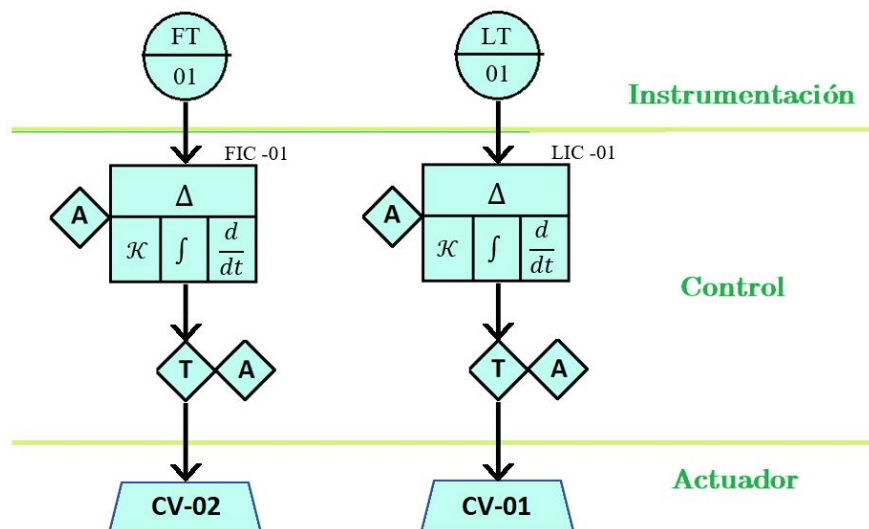 FT
01
LT
01
Instrumentación
FIC -01
LIC -01
A
Δ
A
Δ
𝒦 ∫ d/dt
𝒦 ∫ d/dt
Control
T A
T A
CV-02
CV-01
Actuador